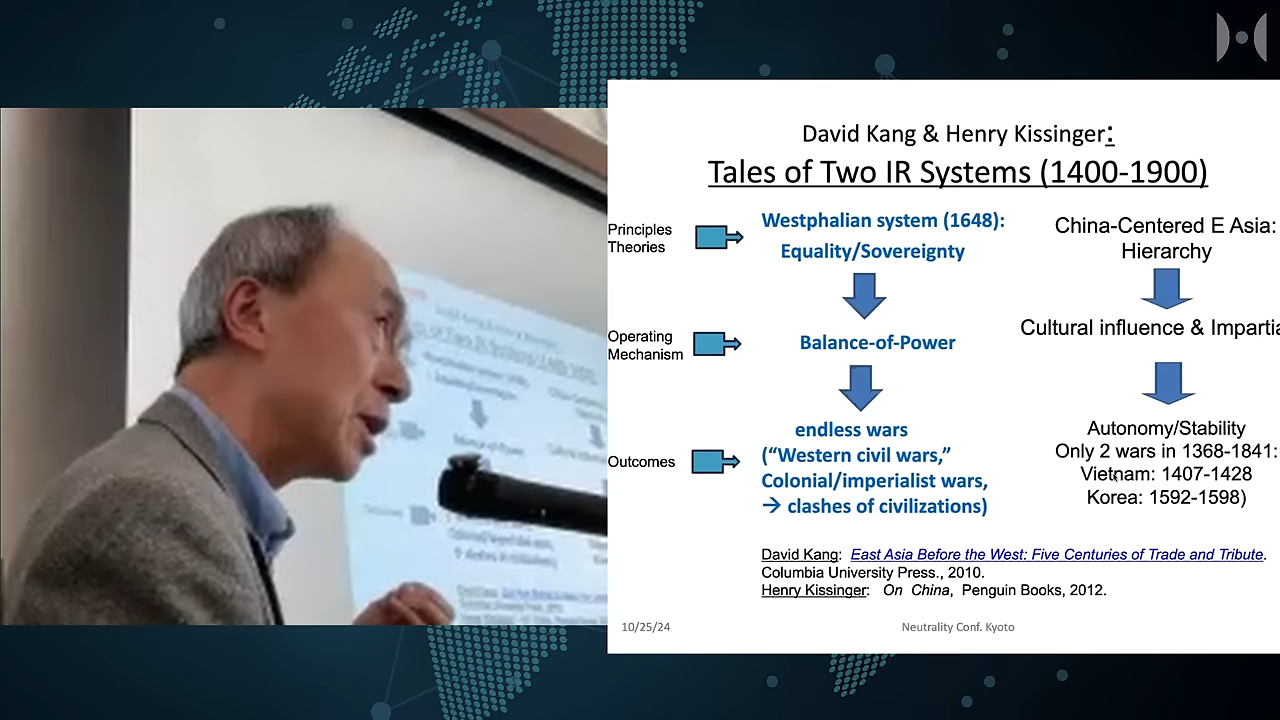 David Kang & Henry Kissinger:
Tales of Two IR Systems (1400-1900)
Principles
Theories
Westphalian system (1648):
Equality/Sovereignty
China-Centered E Asia:
Hierarchy
Operating
Mechanism
Balance-of-Power
Cultural influence &
Outcomes
endless wars
(“Western civil wars,”
Colonial/imperialist wars,
→ clashes of civilizations)
Autonomy/Stability
Only 2 wars in 1368-1841:
Vietnam: 1407-1428
Korea: 1592-1598)
David Kang: East Asia Before the West: Five Centuries of Trade and Tribute.
Columbia University Press., 2010.
Henry Kissinger: On China, Penguin Books, 2012.
10/25/24
Neutrality Conf. Kyoto